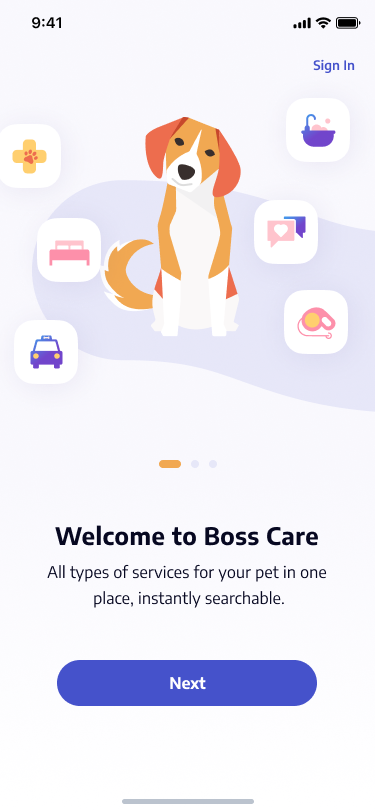 9:41
Sign In
Welcome to Boss Care
All types of services for your pet in one
place, instantly searchable.
Next